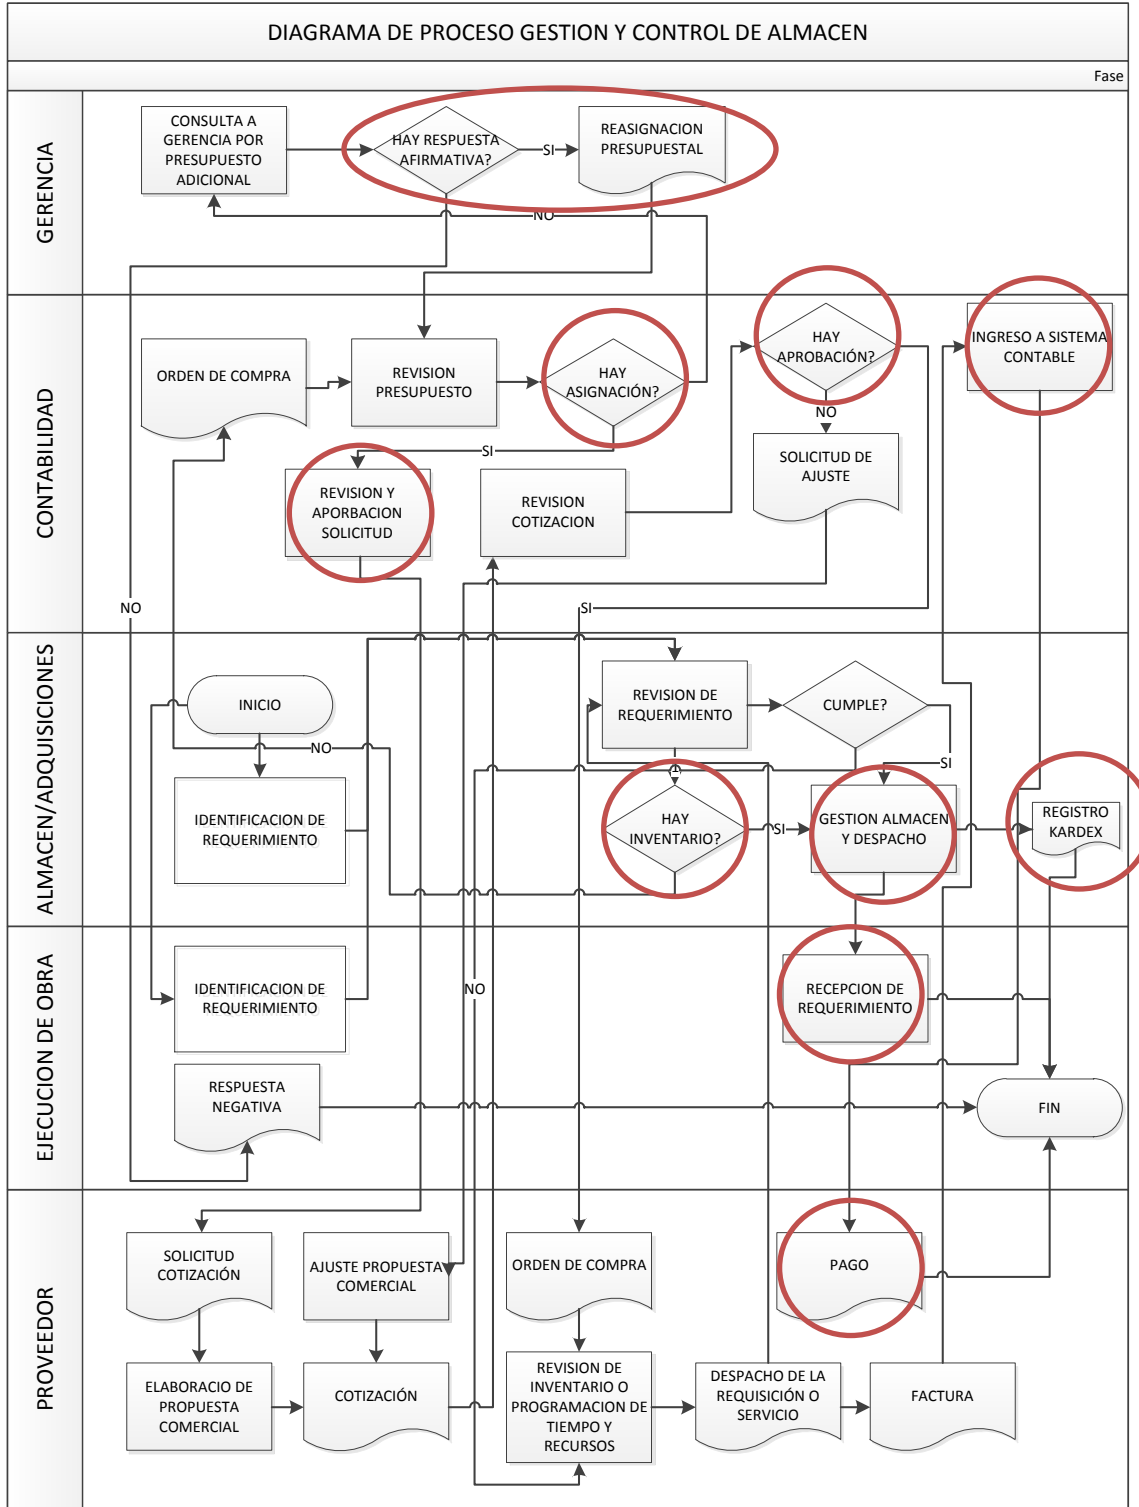 DIAGRAMA DE PROCESO GESTION Y CONTROL DE ALMACEN
Fase
GERENCIA
CONSULTA A
GERENCIA POR
PRESUPUESTO
ADICIONAL
HAY RESPUESTA
AFIRMATIVA?
SI
REASIGNACION
PRESUPUESTAL
NO
CONTABILIDAD
ORDEN DE COMPRA
REVISION
PRESUPUESTO
HAY
ASIGNACIÓN?
HAY
APROBACIÓN?
INGRESO A SISTEMA
CONTABLE
NO
SI
SOLICITUD DE
AJUSTE
REVISION Y
APORBACION
SOLICITUD
REVISION
COTIZACION
NO
SI
ALMACEN/ADQUISICIONES
INICIO
REVISION DE
REQUERIMIENTO
CUMPLE?
NO
SI
IDENTIFICACION DE
REQUERIMIENTO
HAY
INVENTARIO?
SI
GESTION ALMACEN
Y DESPACHO
REGISTRO
KARDEX
EJECUCION DE OBRA
IDENTIFICACION DE
REQUERIMIENTO
NO
RECEPCION DE
REQUERIMIENTO
RESPUESTA
NEGATIVA
FIN
PROVEEDOR
SOLICITUD
COTIZACIÓN
AJUSTE PROPUESTA
COMERCIAL
ORDEN DE COMPRA
PAGO
ELABORACIO DE
PROPUESTA
COMERCIAL
COTIZACIÓN
REVISION DE
INVENTARIO O
PROGRAMACION DE
TIEMPO Y
RECURSOS
DESPACHO DE LA
REQUISICIÓN O
SERVICIO
FACTURA